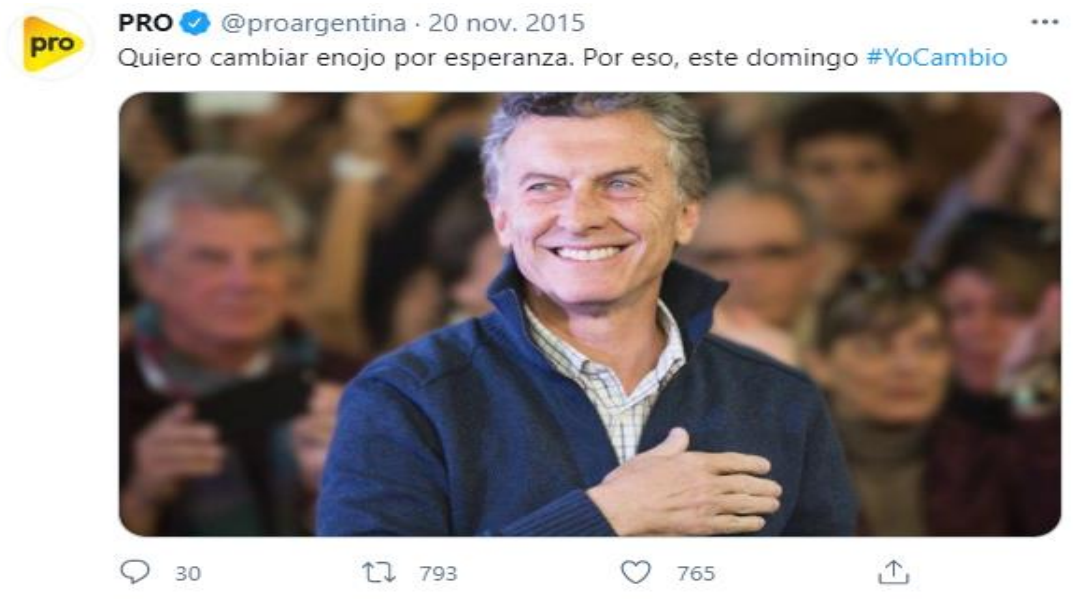 pro
PRO @proargentina · 20 nov. 2015
Quiero cambiar enojo por esperanza. Por eso, este domingo #YoCambio
30 793 765